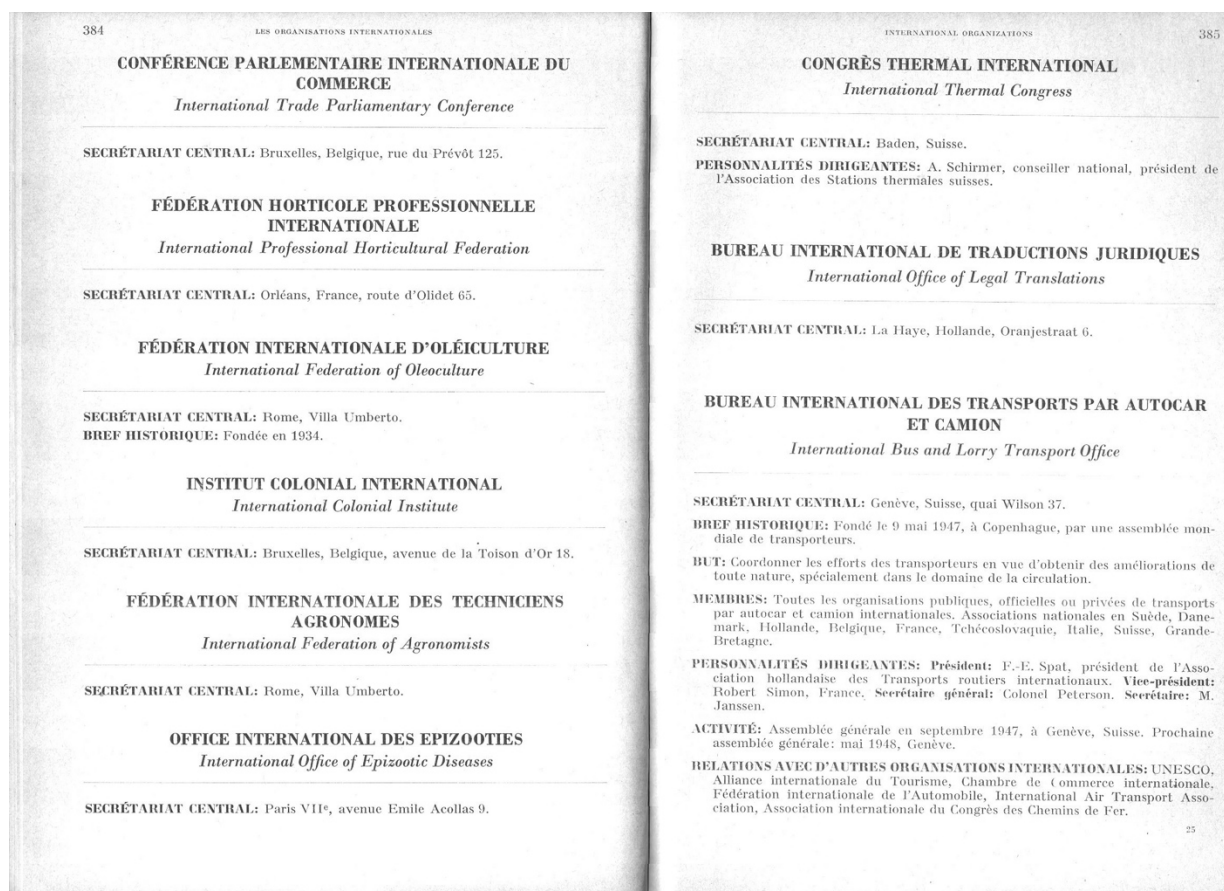 384
LES ORGANISATIONS INTERNATIONALES
CONFÉRENCE PARLEMENTAIRE INTERNATIONALE DU
COMMERCE
International Trade Parliamentary Conference
SECRÉTARIAT CENTRAL: Bruxelles, Belgique, rue du Prévôt 125.
FÉDÉRATION HORTICOLE PROFESSIONNELLE
INTERNATIONALE
International Professional Horticultural Federation
SECRÉTARIAT CENTRAL: Orléans, France, route d'Olidet 65.
FÉDÉRATION INTERNATIONALE D'OLÉICULTURE
International Federation of Oleoculture
SECRÉTARIAT CENTRAL: Rome, Villa Umberto.
BREF HISTORIQUE: Fondée en 1934.
INSTITUT COLONIAL INTERNATIONAL
International Colonial Institute
SECRÉTARIAT CENTRAL: Bruxelles, Belgique, avenue de la Toison d'Or 18.
FÉDÉRATION INTERNATIONALE DES TECHNICIENS
AGRONOMES
International Federation of Agronomists
SECRÉTARIAT CENTRAL: Rome, Villa Umberto.
OFFICE INTERNATIONAL DES EPIZOOTIES
International Office of Epizootic Diseases
SECRÉTARIAT CENTRAL: Paris VIIe, avenue Emile Acollas 9.
INTERNATIONAL ORGANIZATIONS
385
CONGRÈS THERMAL INTERNATIONAL
International Thermal Congress
SECRÉTARIAT CENTRAL: Baden, Suisse.
PERSONNALITÉS DIRIGEANTES: A. Schirmer, conseiller national, président de
l'Association des Stations thermales suisses.
BUREAU INTERNATIONAL DE TRADUCTIONS JURIDIQUES
International Office of Legal Translations
SECRÉTARIAT CENTRAL: La Haye, Hollande, Oranjestraat 6.
BUREAU INTERNATIONAL DES TRANSPORTS PAR AUTOCAR
ET CAMION
International Bus and Lorry Transport Office
SECRÉTARIAT CENTRAL: Genève, Suisse, quai Wilson 37.
BREF HISTORIQUE: Fondé le 9 mai 1947, à Copenhague, par une assemblée mon-
diale de transporteurs.
BUT: Coordonner les efforts des transporteurs en vue d'obtenir des améliorations de
toute nature, spécialement dans le domaine de la circulation.
MEMBRES: Toutes les organisations publiques, officielles ou privées de transports
par autocar et camion internationales. Associations nationales en Suède, Dane-
mark, Hollande, Belgique, France, Tchécoslovaquie, Italie, Suisse, Grande-
Bretagne.
PERSONNALITÉS DIRIGEANTES: Président: F.-E. Spat, président de l'Asso-
ciation hollandaise des Transports routiers internationaux. Vice-président:
Robert Simon, France. Secrétaire général: Colonel Peterson. Secrétaire: M.
Janssen.
ACTIVITÉ: Assemblée générale en septembre 1947, à Genève, Suisse. Prochaine
assemblée générale: mai 1948, Genève.
RELATIONS AVEC D'AUTRES ORGANISATIONS INTERNATIONALES: UNESCO,
Alliance internationale du Tourisme, Chambre de Commerce internationale,
Fédération internationale de l'Automobile, International Air Transport Asso-
ciation, Association internationale du Congrès des Chemins de Fer.
25